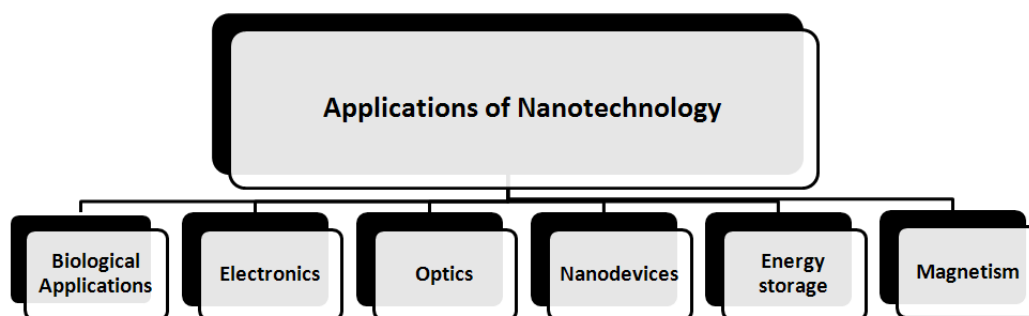 Applications of Nanotechnology
Biological
Applications
Electronics
Optics
Nanodevices
Energy
storage
Magnetism